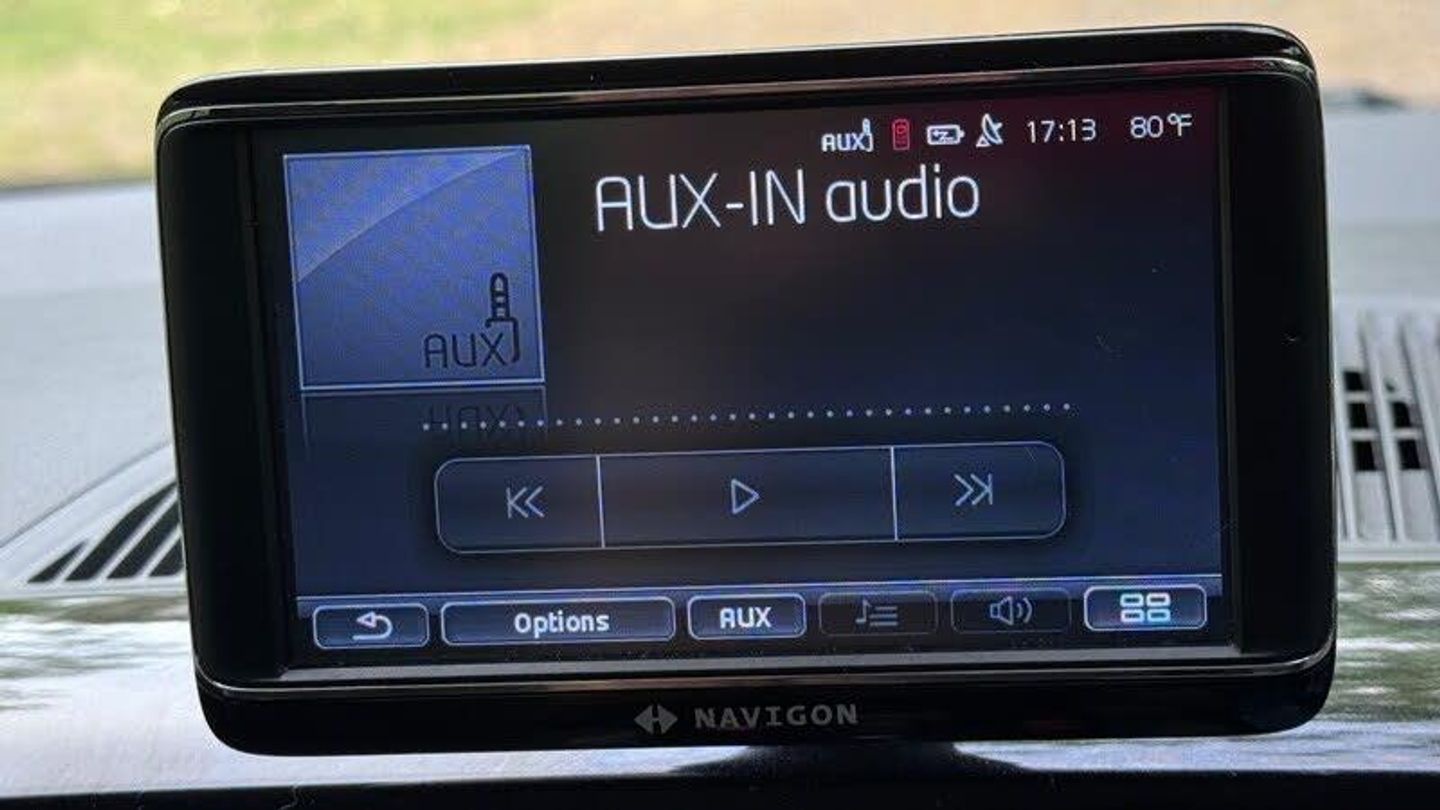 AUX 17:13 80°F
AUX-IN audio
AUX
Options AUX
NAVIGON